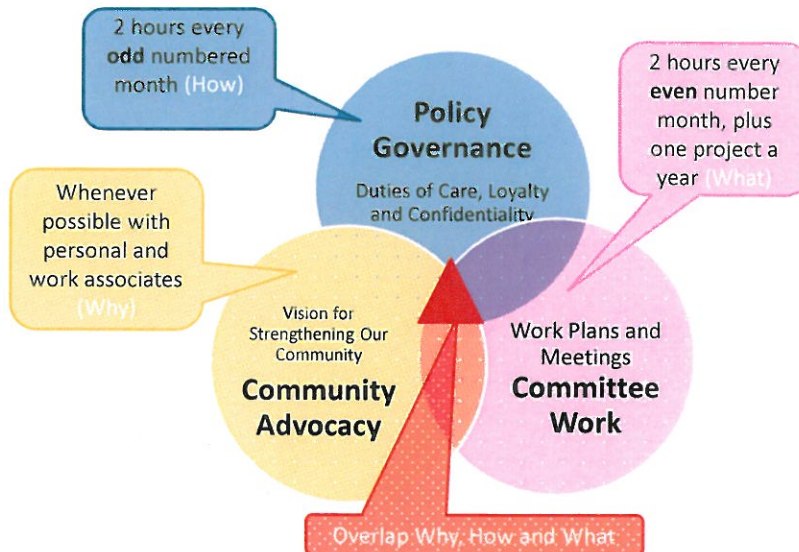 2 hours every
odd numbered
month (How)
Policy
Governance
Duties of Care, Loyalty
and Confidentiality
2 hours every
even number
month, plus
one project a
year (What)
Whenever
possible with
personal and
work associates
(Why)
Vision for
Strengthening Our
Community
Community
Advocacy
Work Plans and
Meetings
Committee
Work
Overlap Why, How and What